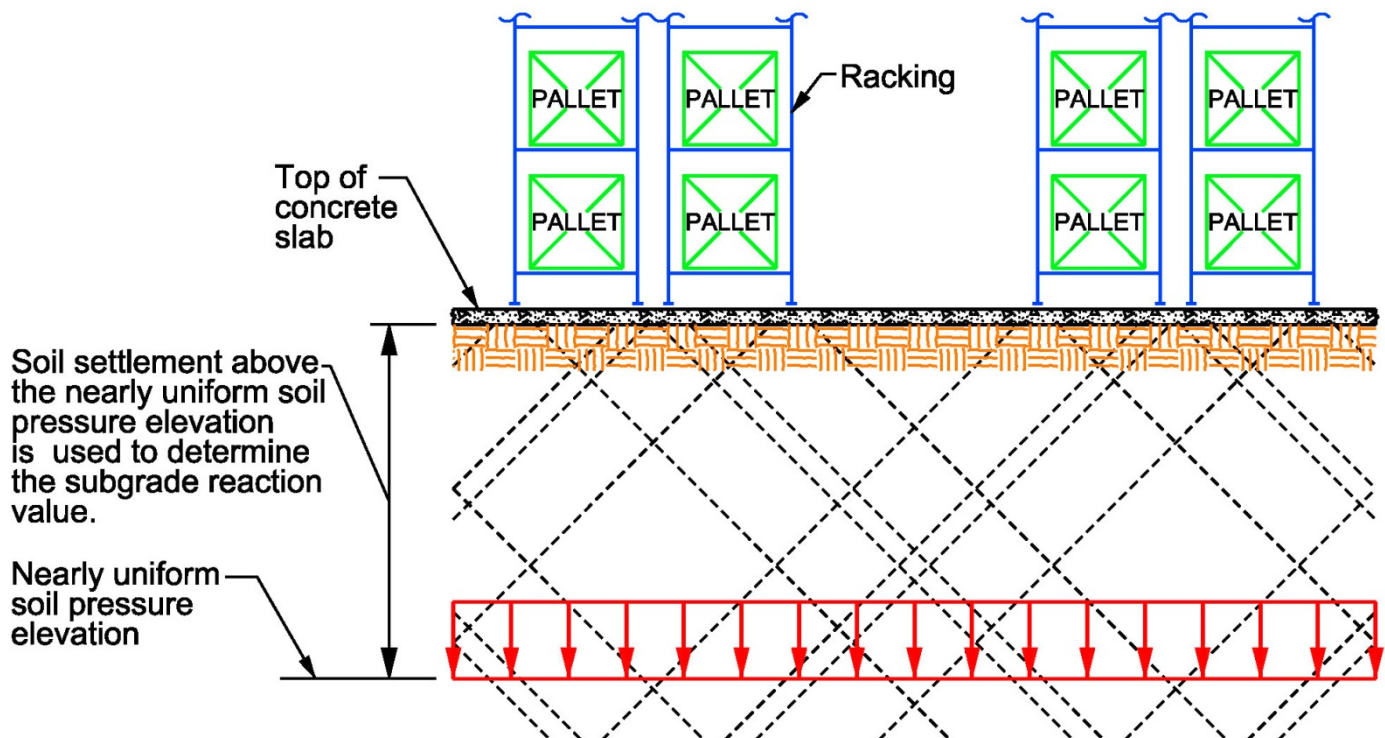 PALLET PALLET PALLET PALLET
Racking
PALLET PALLET PALLET PALLET
Top of
concrete
slab
Soil settlement above
the nearly uniform soil
pressure elevation
is used to determine
the subgrade reaction
value.
Nearly uniform
soil pressure
elevation